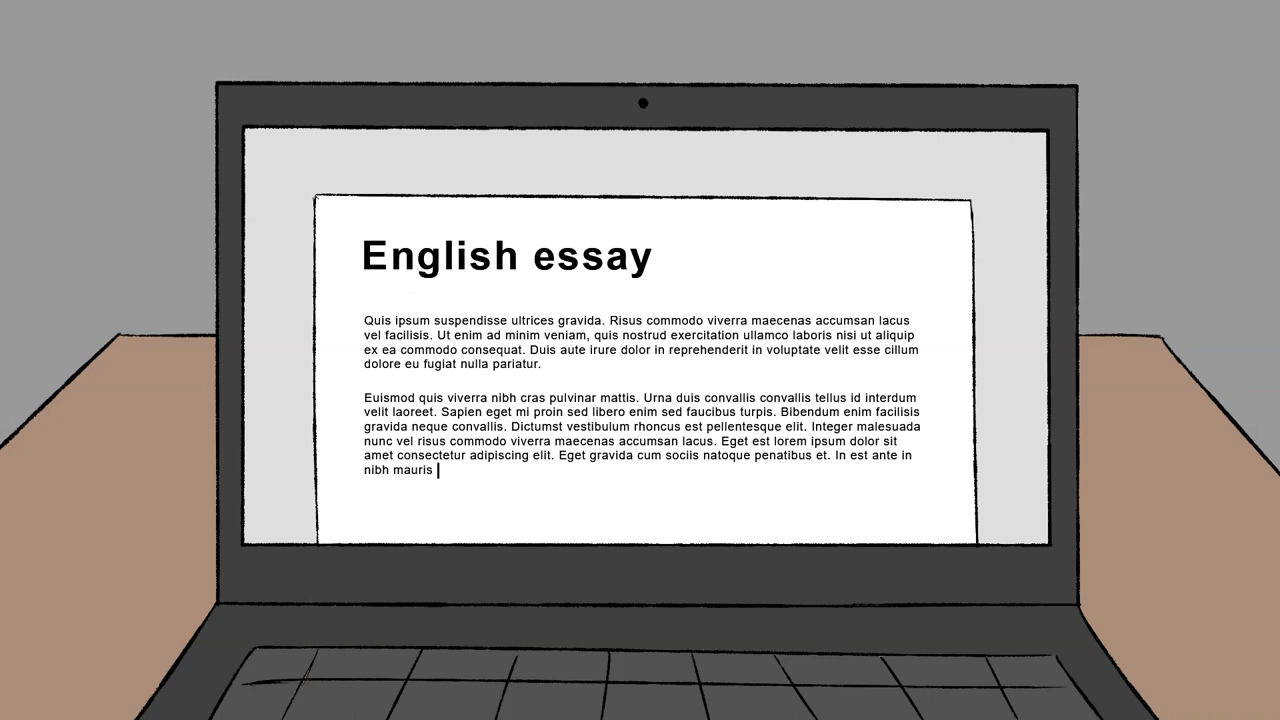 English essay
Quis ipsum suspendisse ultrices gravida. Risus commodo viverra maecenas accumsan lacus
vel facilisis. Ut enim ad minim veniam, quis nostrud exercitation ullamco laboris nisi ut aliquip
ex ea commodo consequat. Duis aute irure dolor in reprehenderit in voluptate velit esse cillum
dolore eu fugiat nulla pariatur.
Euismod quis viverra nibh cras pulvinar mattis. Urna duis convallis convallis tellus id interdum
velit laoreet. Sapien eget mi proin sed libero enim sed faucibus turpis. Bibendum enim facilisis
gravida neque convallis. Dictumst vestibulum rhoncus est pellentesque elit. Integer malesuada
nunc vel risus commodo viverra maecenas accumsan lacus. Eget est lorem ipsum dolor sit
amet consectetur adipiscing elit. Eget gravida cum sociis natoque penatibus et. In est ante in
nibh mauris